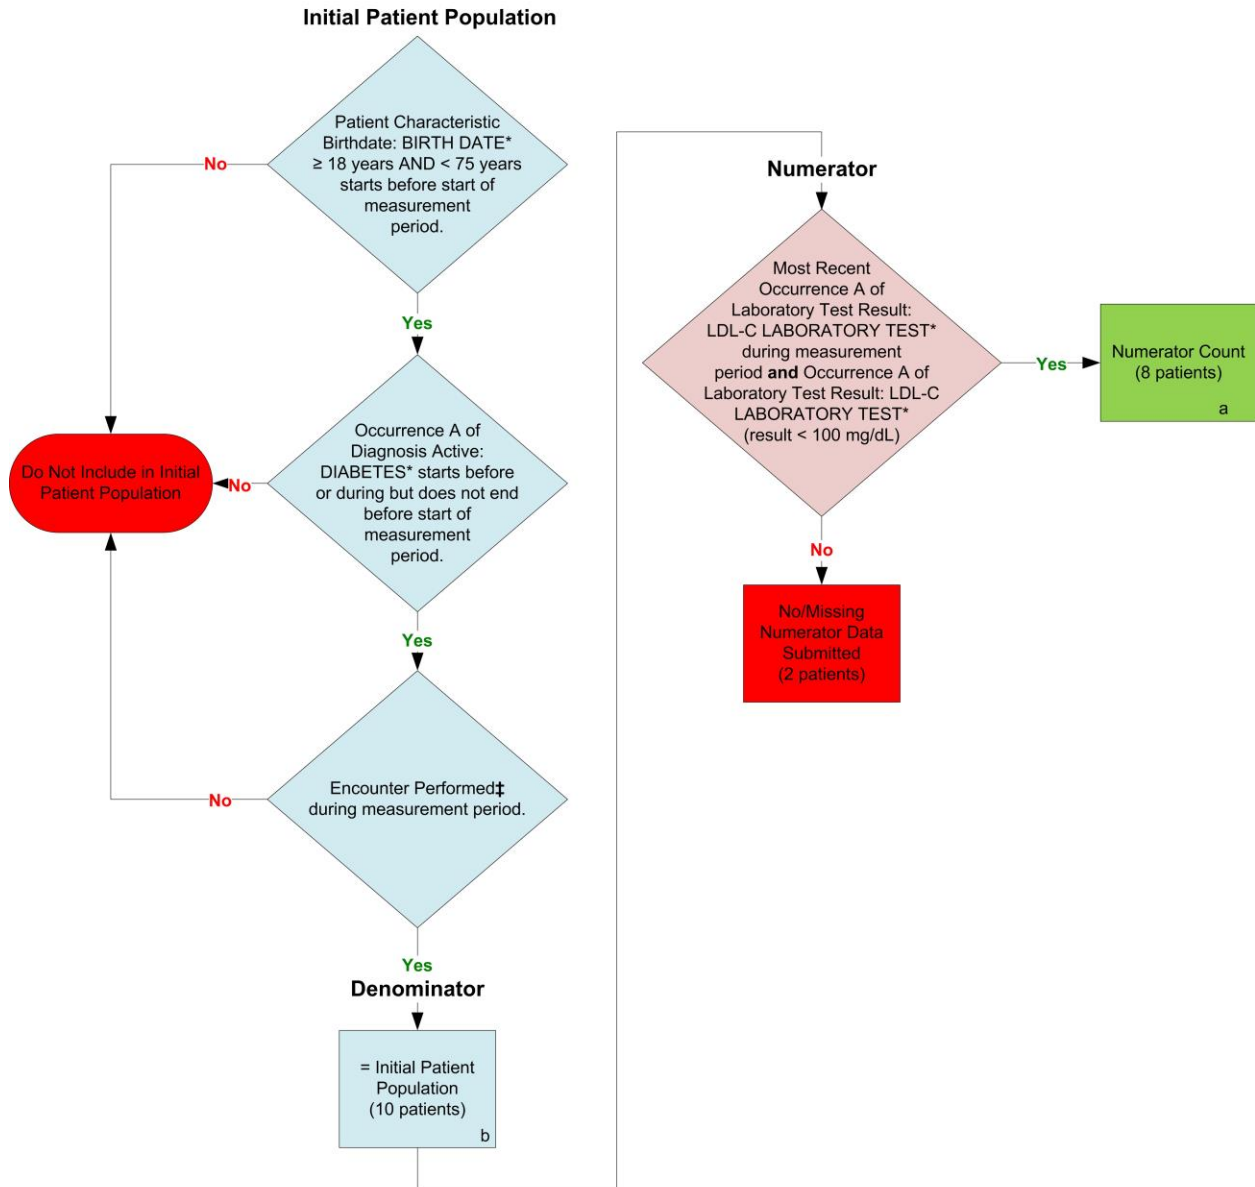 Initial Patient Population
Patient Characteristic
Birthdate: BIRTH DATE*
≥ 18 years AND < 75 years
starts before start of
measurement
period.
No
Yes
Occurrence A of
Diagnosis Active:
DIABETES* starts before
or during but does not end
before start of
measurement
period.
No
Do Not Include in Initial
Patient Population
Yes
Encounter Performed‡
during measurement period.
No
Yes
Denominator
= Initial Patient
Population
(10 patients)
b
Numerator
Most Recent
Occurrence A of
Laboratory Test Result:
LDL-C LABORATORY TEST*
during measurement
period and Occurrence A of
Laboratory Test Result: LDL-C
LABORATORY TEST*
(result < 100 mg/dL)
Yes
Numerator Count
(8 patients)
a
No
No/Missing
Numerator Data
Submitted
(2 patients)